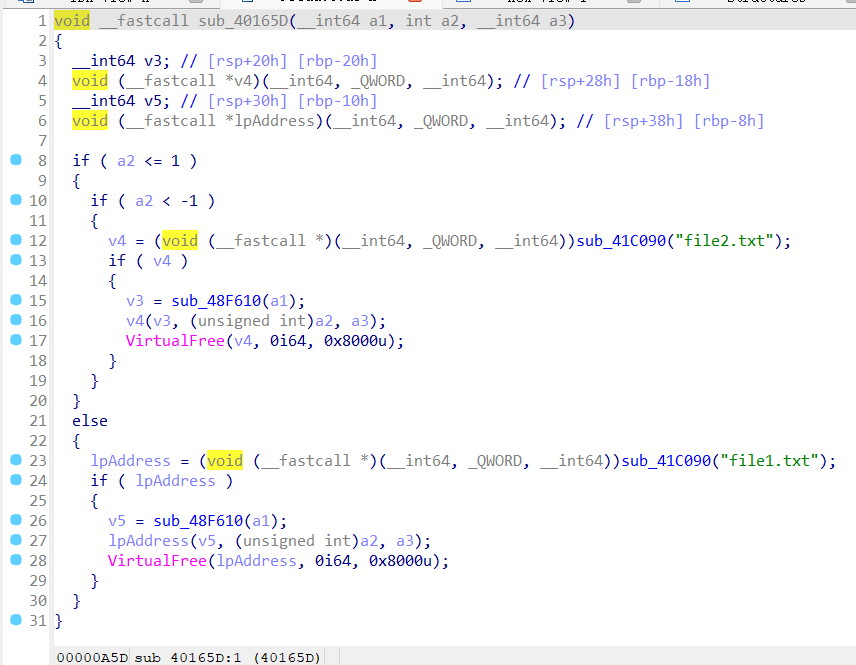 1 void __fastcall sub_40165D(__int64 a1, int a2, __int64 a3)
2 {
3 __int64 v3; // [rsp+20h] [rbp-20h]
4 void (__fastcall *v4)(__int64, _QWORD, __int64); // [rsp+28h] [rbp-18h]
5 __int64 v5; // [rsp+30h] [rbp-10h]
6 void (__fastcall *lpAddress)(__int64, _QWORD, __int64); // [rsp+38h] [rbp-8h]
7
8 if ( a2 <= 1 )
9 {
10 if ( a2 < -1 )
11 {
12 v4 = (void (__fastcall *)(__int64, _QWORD, __int64))sub_41C090("file2.txt");
13 if ( v4 )
14 {
15 v3 = sub_48F610(a1);
16 v4(v3, (unsigned int)a2, a3);
17 VirtualFree(v4, 0i64, 0x8000u);
18 }
19 }
20 }
21 else
22 {
23 lpAddress = (void (__fastcall *)(__int64, _QWORD, __int64))sub_41C090("file1.txt");
24 if ( lpAddress )
25 {
26 v5 = sub_48F610(a1);
27 lpAddress(v5, (unsigned int)a2, a3);
28 VirtualFree(lpAddress, 0i64, 0x8000u);
29 }
30 }
31 }
00000A5D sub_40165D:1 (40165D)